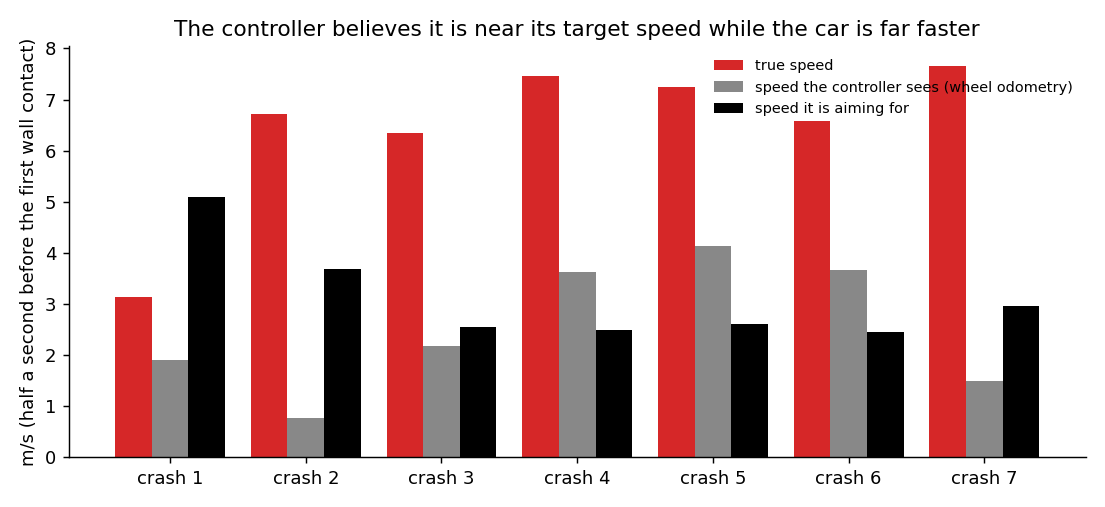 The controller believes it is near its target speed while the car is far faster
m/s (half a second before the first wall contact)
8
7
6
5
4
3
2
1
0
true speed
speed the controller sees (wheel odometry)
speed it is aiming for
crash 1
crash 2
crash 3
crash 4
crash 5
crash 6
crash 7